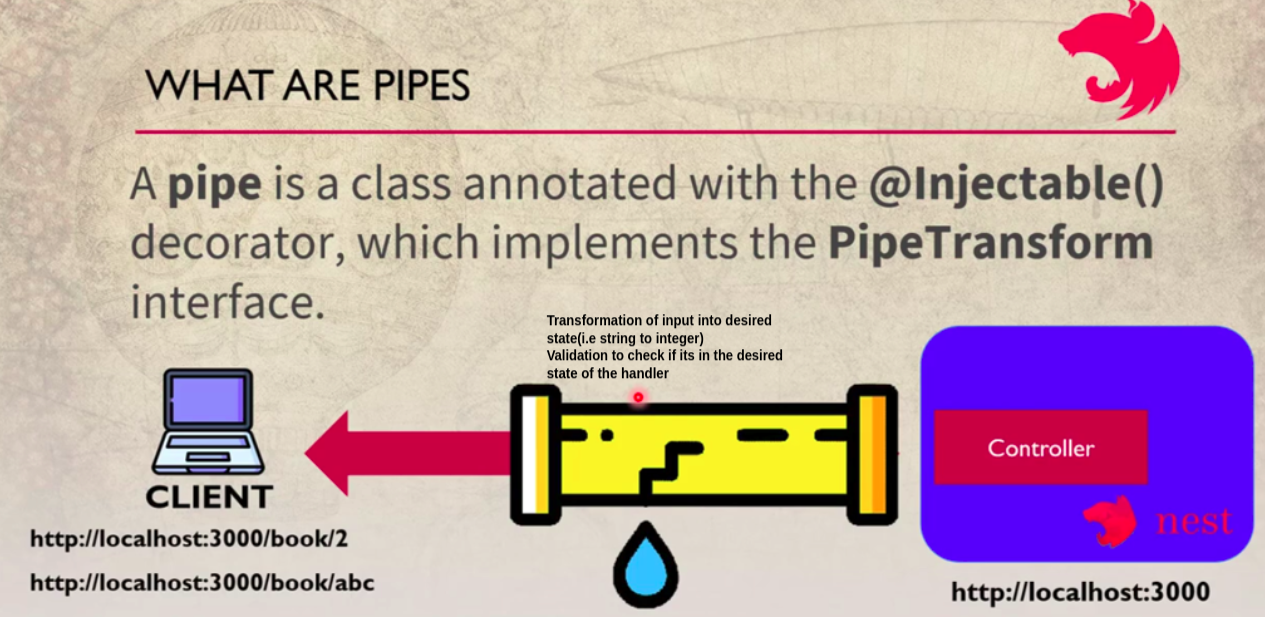 WHAT ARE PIPES
A pipe is a class annotated with the @Injectable()
decorator, which implements the PipeTransform
interface.
Transformation of input into desired
state(i.e string to integer)
Validation to check if its in the desired
state of the handler
Controller
nest
CLIENT
http://localhost:3000/book/2
http://localhost:3000/book/abc
http://localhost:3000